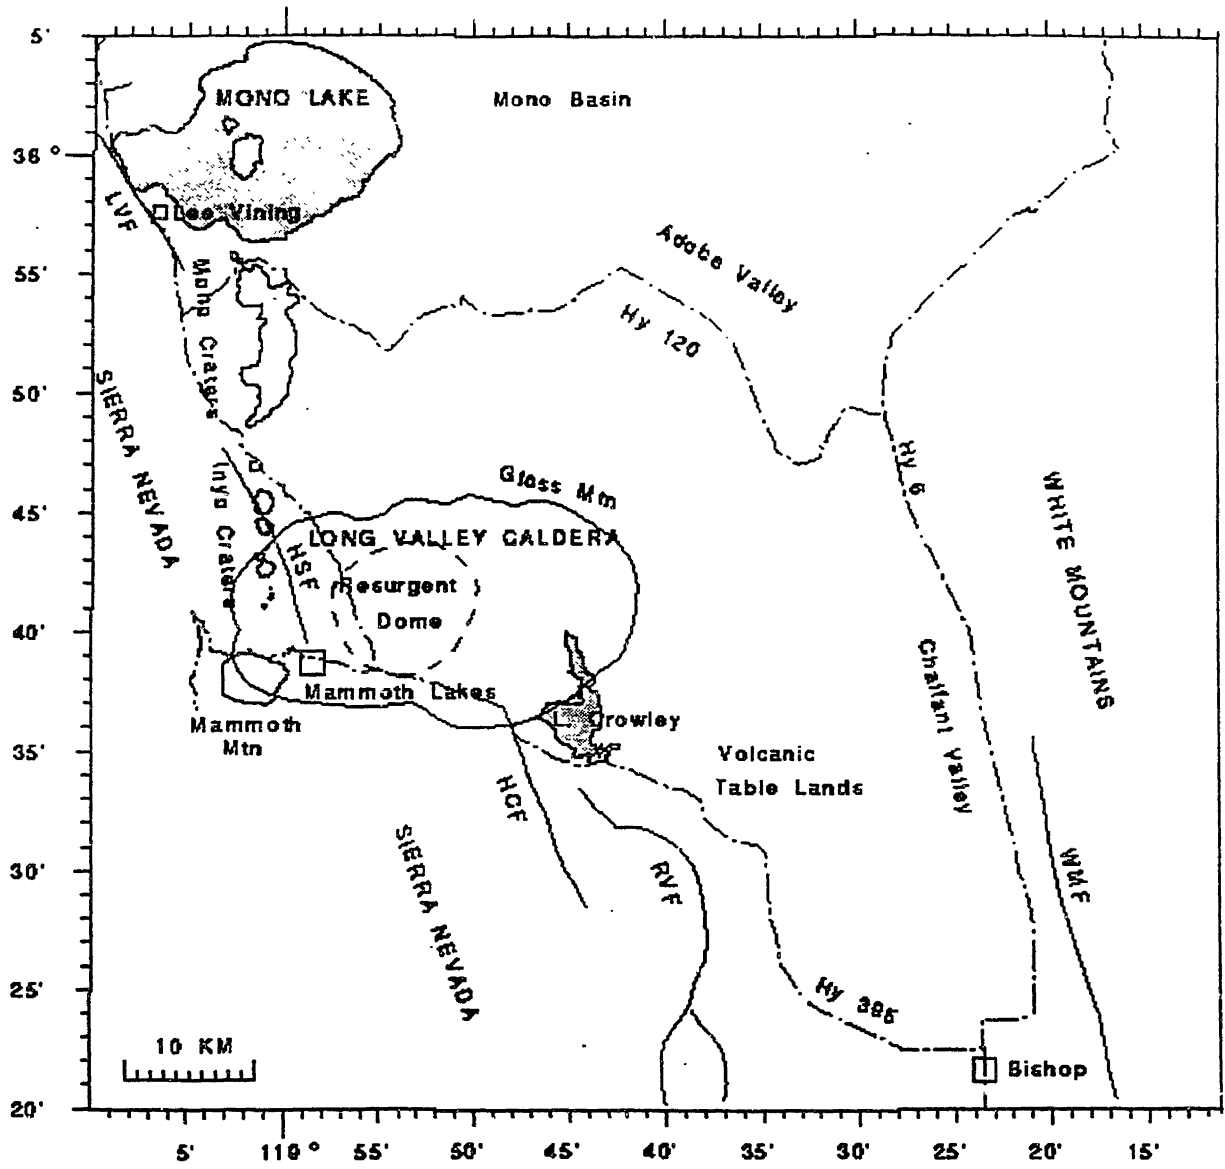 5'
MONO LAKE
Mono Basin
38°
LVF
Lee Vining
Adobe Valley
55'
Mono Craters
Hy 120
50'
SIERRA NEVADA
Hy 6
Glass Mtn
WHITE MOUNTAINS
Inyo Craters
45'
LONG VALLEY CALDERA
HSF
Resurgent
Dome
40'
Chalfant Valley
Mammoth Lakes
Mammoth
Mtn
L Crowley
35'
Volcanic
Table Lands
HCF
SIERRA NEVADA
30'
RVF
WMF
25'
Hy 395
10 KM
Bishop
20'
5'
119°
55'
50'
45'
40'
35'
30'
25'
20'
15'